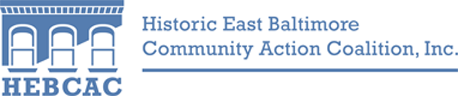 Historic East Baltimore
Community Action Coalition, Inc.
HEBCAC